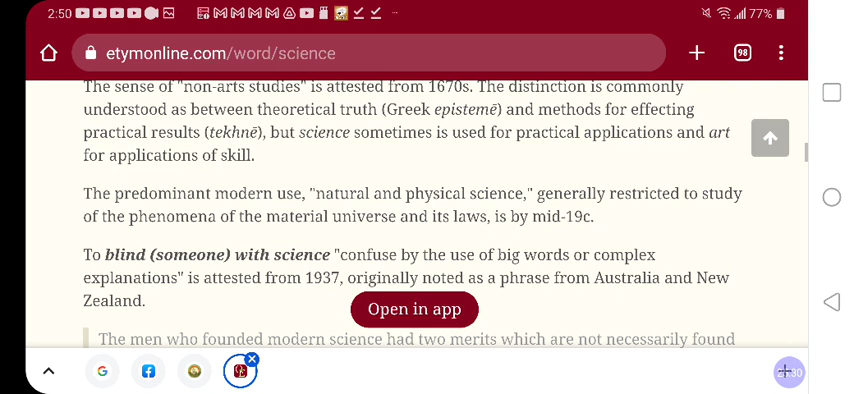 2:50
77%
etymonline.com/word/science
98
The sense of "non-arts studies" is attested from 1670s. The distinction is commonly
understood as between theoretical truth (Greek epistemē) and methods for effecting
practical results (tekhnē), but science sometimes is used for practical applications and art
for applications of skill.
The predominant modern use, "natural and physical science," generally restricted to study
of the phenomena of the material universe and its laws, is by mid-19c.
To blind (someone) with science "confuse by the use of big words or complex
explanations" is attested from 1937, originally noted as a phrase from Australia and New
Zealand.
Open in app
The men who founded modern science had two merits which are not necessarily found